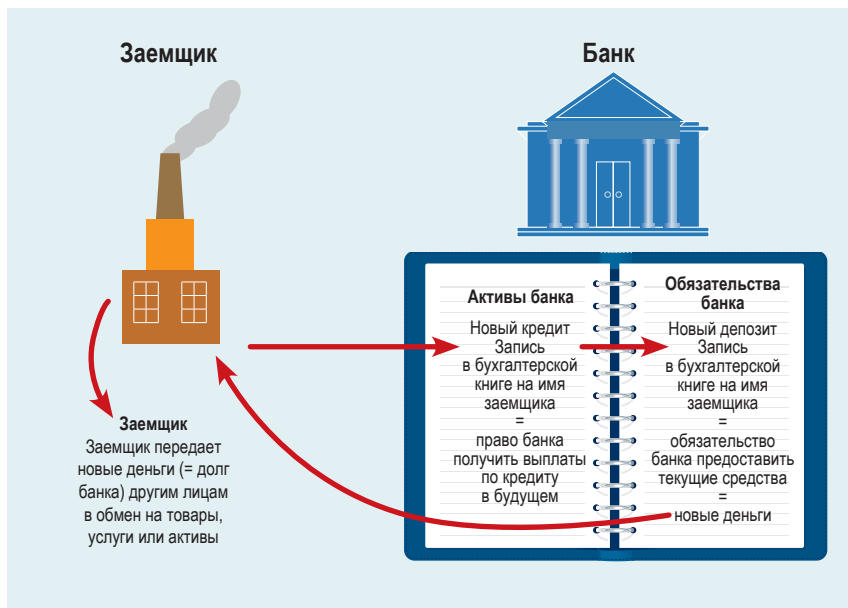 Заемщик
Банк
Активы банка
Новый кредит
Запись
в бухгалтерской
книге на имя
заемщика
=
право банка
получить выплаты
по кредиту
в будущем
Обязательства
банка
Новый депозит
Запись
в бухгалтерской
книге на имя
заемщика
=
обязательство
банка предоставить
текущие средства
=
новые деньги
Заемщик
Заемщик передает
новые деньги (= долг
банка) другим лицам
в обмен на товары,
услуги или активы